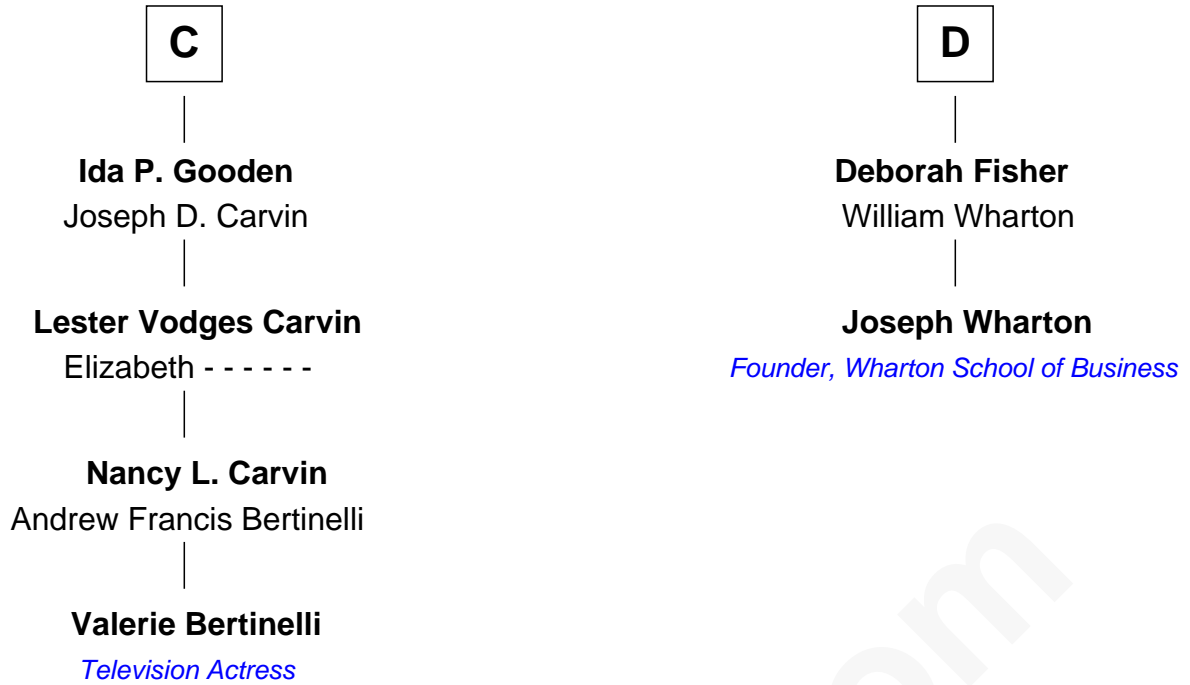 C
Ida P. Gooden
Joseph D. Carvin
Lester Vodges Carvin
Elizabeth - - - - - -
Nancy L. Carvin
Andrew Francis Bertinelli
Valerie Bertinelli
Television Actress
D
Deborah Fisher
William Wharton
Joseph Wharton
Founder, Wharton School of Business
om